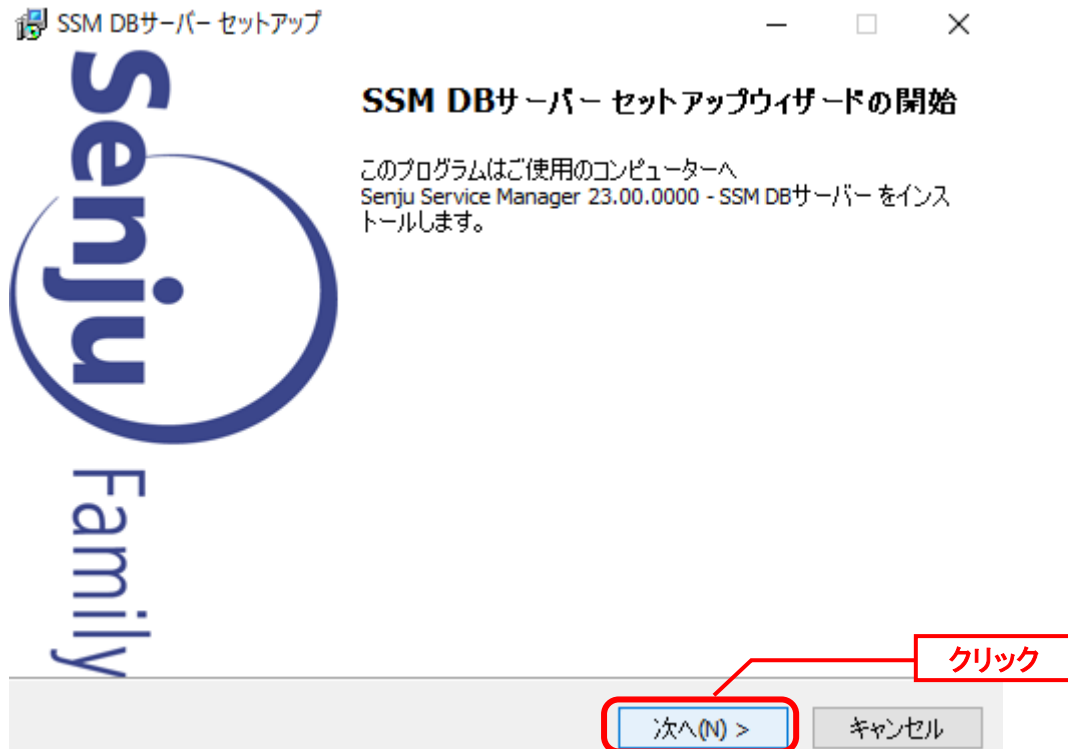 SSM DBサーバー セットアップ
Senju
Family
SSM DBサーバー セットアップウィザードの開始
このプログラムはご使用のコンピューターへ
Senju Service Manager 23.00.0000 - SSM DBサーバー をインス
トールします。
クリック
次へ(N) >
キャンセル